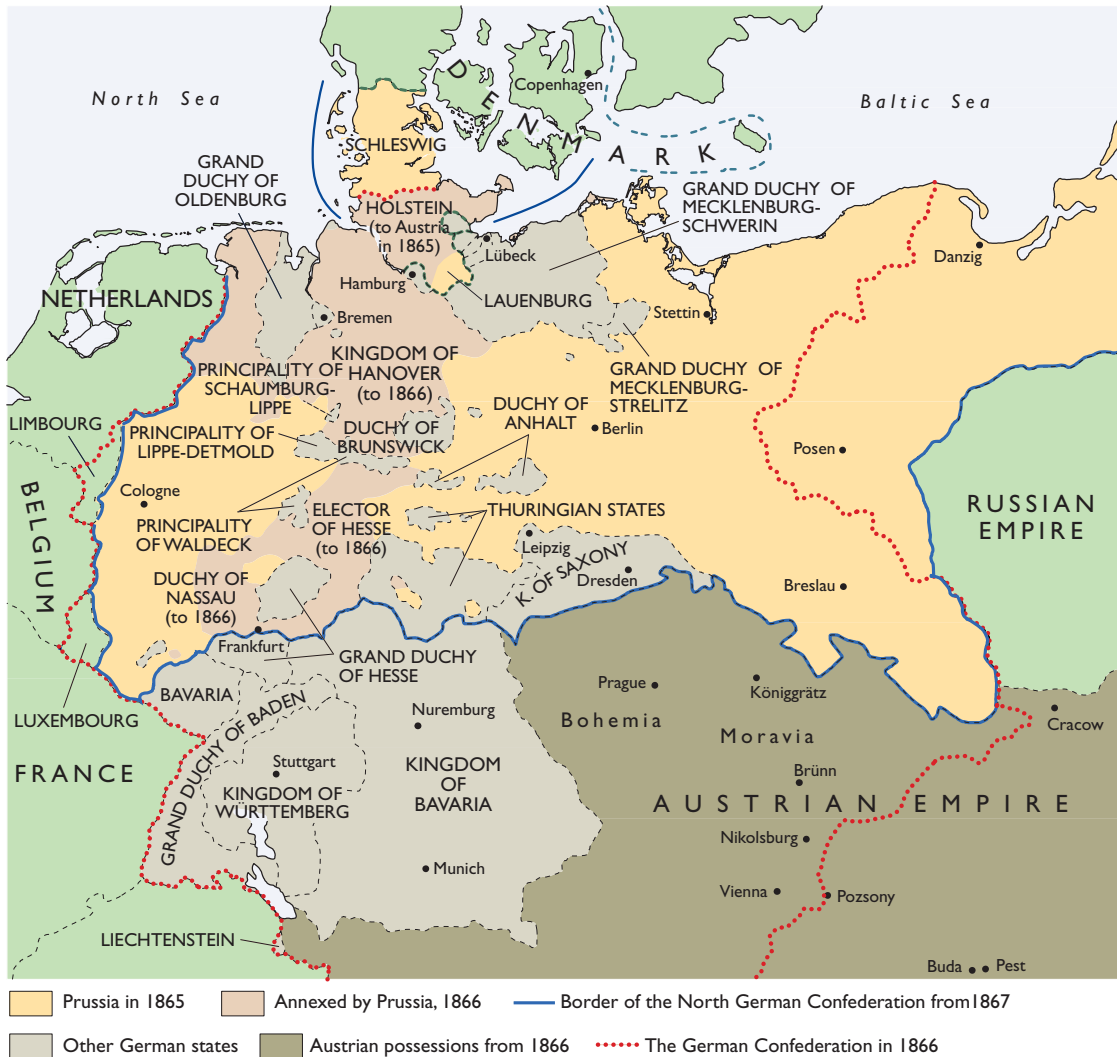 North Sea
Baltic Sea
DENMARK
Copenhagen
SCHLESWIG
GRAND
DUCHY OF
OLDENBURG
HOLSTEIN
(to Austria
in 1865)
GRAND DUCHY OF
MECKLENBURG-
SCHWERIN
Lübeck
Danzig
Hamburg
LAUENBURG
NETHERLANDS
Bremen
Stettin
KINGDOM OF
HANOVER
(to 1866)
PRINCIPALITY OF
SCHAUMBURG-
LIPPE
GRAND DUCHY OF
MECKLENBURG-
STRELITZ
LIMBOURG
PRINCIPALITY OF
LIPPE-DETMOLD
DUCHY OF
BRUNSWICK
DUCHY OF
ANHALT
Berlin
Posen
BELGIUM
Cologne
PRINCIPALITY
OF WALDECK
ELECTOR
OF HESSE
(to 1866)
THURINGIAN STATES
RUSSIAN
EMPIRE
Leipzig
K. OF SAXONY
Dresden
Breslau
DUCHY OF
NASSAU
(to 1866)
Frankfurt
GRAND DUCHY
OF HESSE
BAVARIA
LUXEMBOURG
Prague
Königgrätz
Cracow
Bohemia
Moravia
Nuremburg
GRAND DUCHY OF BADEN
FRANCE
Stuttgart
KINGDOM OF
WÜRTTEMBERG
KINGDOM
OF
BAVARIA
Brünn
AUSTRIAN EMPIRE
Nikolsburg
Munich
Vienna
Pozsony
LIECHTENSTEIN
Buda
Pest
Prussia in 1865
Annexed by Prussia, 1866
Border of the North German Confederation from1867
Other German states
Austrian possessions from 1866
The German Confederation in 1866